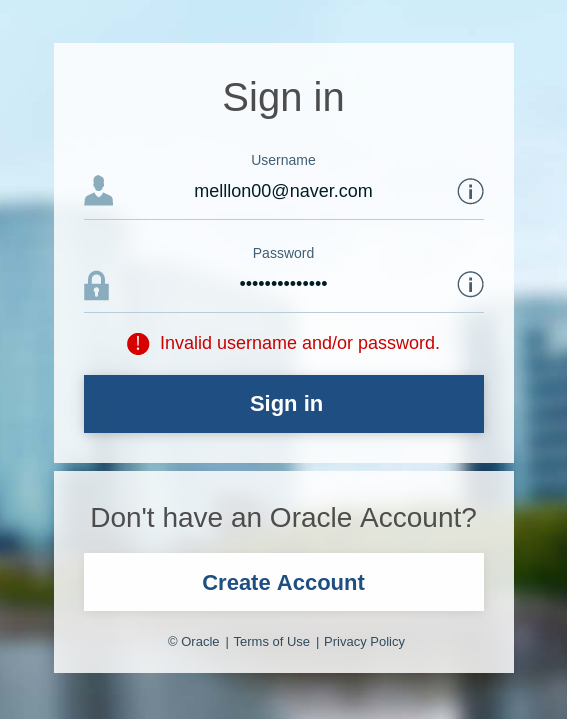 Sign in
Username
melllon00@naver.com
Password
••••••••••••••
Invalid username and/or password.
Sign in
Don't have an Oracle Account?
Create Account
© Oracle | Terms of Use | Privacy Policy